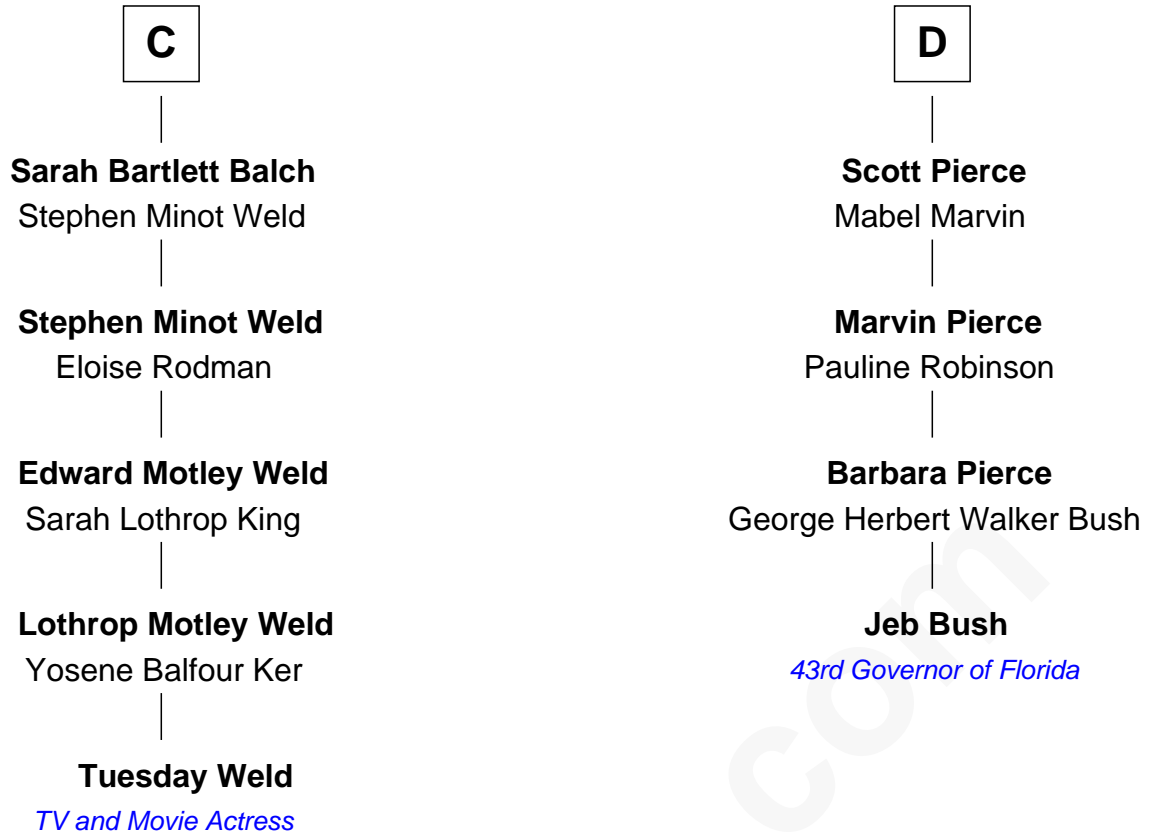 C
Sarah Bartlett Balch
Stephen Minot Weld
Stephen Minot Weld
Eloise Rodman
Edward Motley Weld
Sarah Lothrop King
Lothrop Motley Weld
Yosene Balfour Ker
Tuesday Weld
TV and Movie Actress
D
Scott Pierce
Mabel Marvin
Marvin Pierce
Pauline Robinson
Barbara Pierce
George Herbert Walker Bush
Jeb Bush
43rd Governor of Florida
com